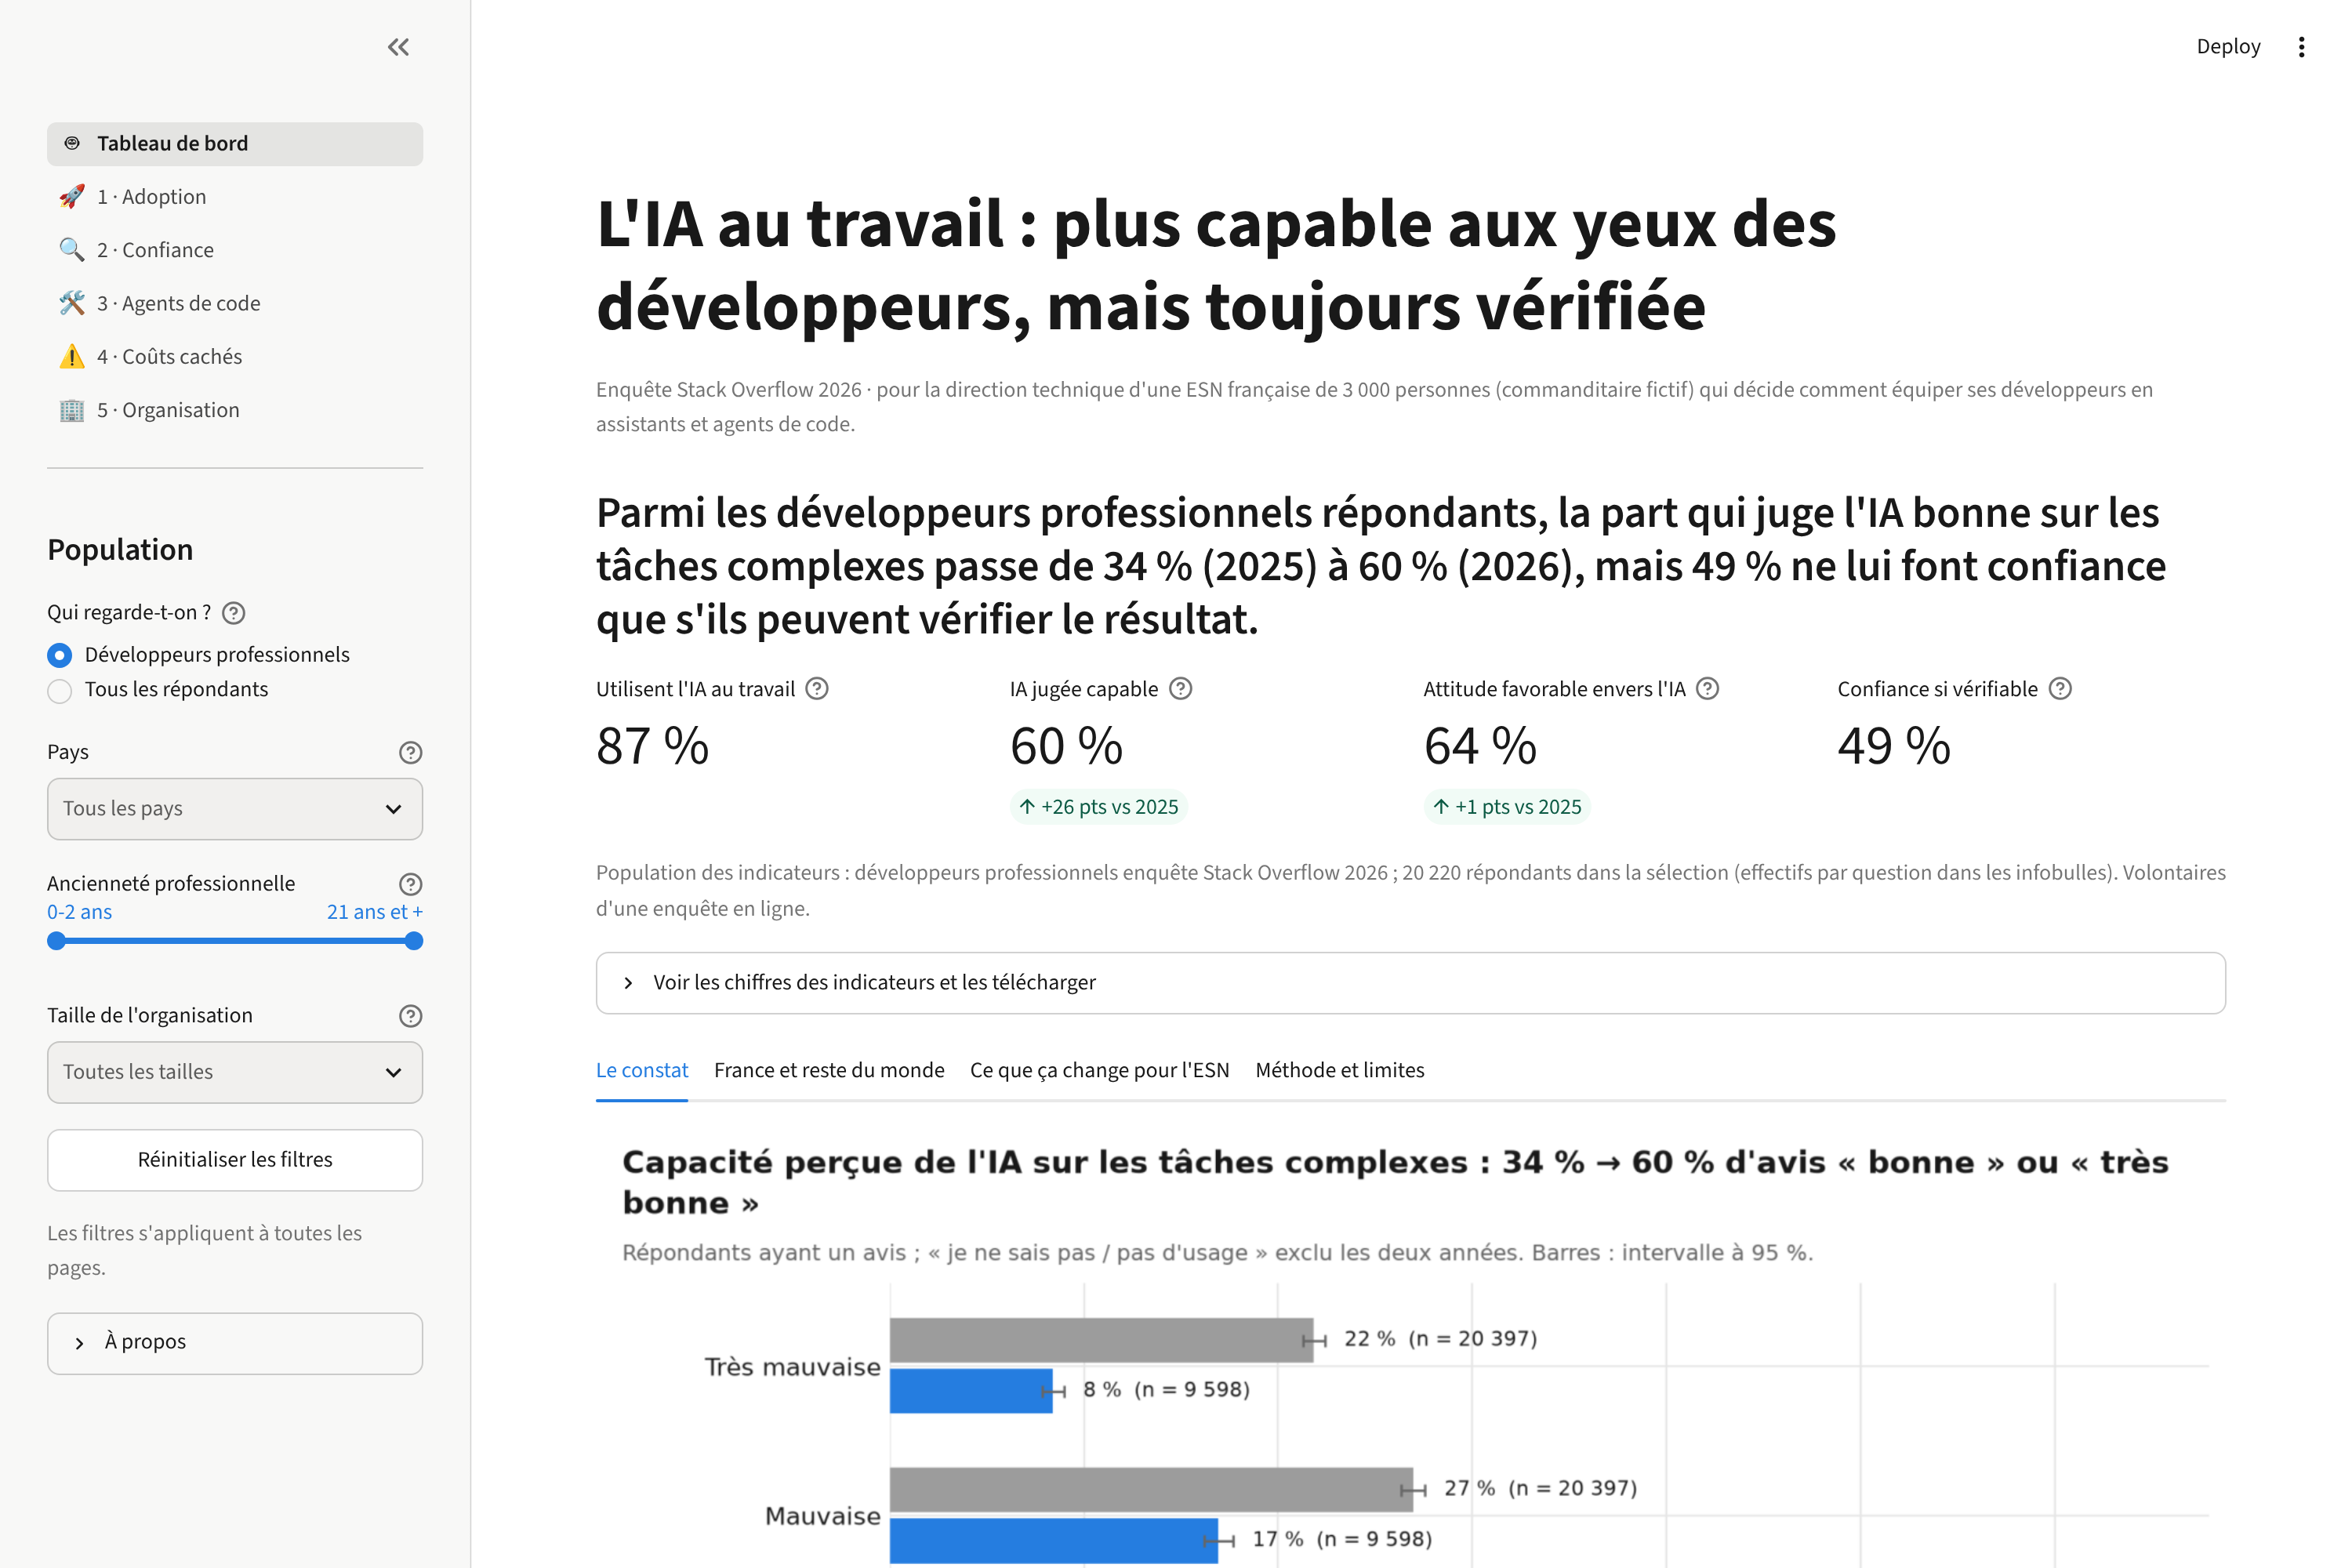 Deploy
Tableau de bord
1 · Adoption
2 · Confiance
3 · Agents de code
4 · Coûts cachés
5 · Organisation
Population
Qui regarde-t-on ?
Développeurs professionnels
Tous les répondants
Pays
Tous les pays
Ancienneté professionnelle
0-2 ans
21 ans et +
Taille de l'organisation
Toutes les tailles
Réinitialiser les filtres
Les filtres s'appliquent à toutes les
pages.
À propos
L'IA au travail : plus capable aux yeux des
développeurs, mais toujours vérifiée
Enquête Stack Overflow 2026 · pour la direction technique d'une ESN française de 3 000 personnes (commanditaire fictif) qui décide comment équiper ses développeurs en
assistants et agents de code.
Parmi les développeurs professionnels répondants, la part qui juge l'IA bonne sur les
tâches complexes passe de 34 % (2025) à 60 % (2026), mais 49 % ne lui font confiance
que s'ils peuvent vérifier le résultat.
Utilisent l'IA au travail
87 %
IA jugée capable
60 %
+26 pts vs 2025
Attitude favorable envers l'IA
64 %
+1 pts vs 2025
Confiance si vérifiable
49 %
Population des indicateurs : développeurs professionnels enquête Stack Overflow 2026 ; 20 220 répondants dans la sélection (effectifs par question dans les infobulles). Volontaires
d'une enquête en ligne.
Voir les chiffres des indicateurs et les télécharger
Le constat
France et reste du monde
Ce que ça change pour l'ESN
Méthode et limites
Capacité perçue de l'IA sur les tâches complexes : 34 % → 60 % d'avis « bonne » ou « très
bonne »
Répondants ayant un avis ; « je ne sais pas / pas d'usage » exclu les deux années. Barres : intervalle à 95 %.
Très mauvaise
22 % (n = 20 397)
8 % (n = 9 598)
Mauvaise
27 % (n = 20 397)
17 % (n = 9 598)